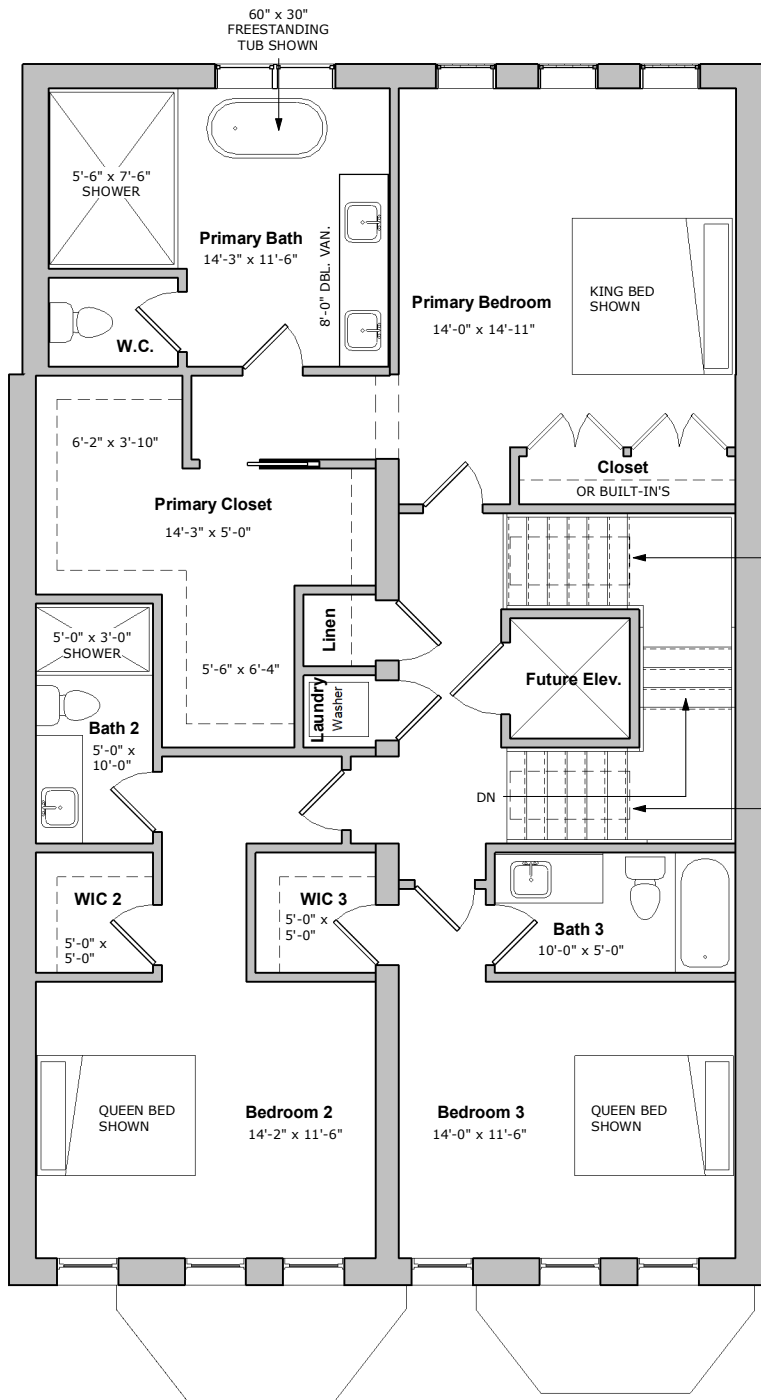 60" x 30"
FREESTANDING
TUB SHOWN
5'-6" x 7'-6"
SHOWER
Primary Bath
14'-3" x 11'-6"
8'-0" DBL. VAN.
W.C.
Primary Bedroom
14'-0" x 14'-11"
KING BED
SHOWN
6'-2" x 3'-10"
Closet
OR BUILT-IN'S
Primary Closet
14'-3" x 5'-0"
5'-0" x 3'-0"
SHOWER
Linen
5'-6" x 6'-4"
Future Elev.
Laundry
Washer
Bath 2
5'-0" x
10'-0"
DN
WIC 2
5'-0" x
5'-0"
WIC 3
5'-0" x
5'-0"
Bath 3
10'-0" x 5'-0"
QUEEN BED
SHOWN
Bedroom 2
14'-2" x 11'-6"
Bedroom 3
14'-0" x 11'-6"
QUEEN BED
SHOWN